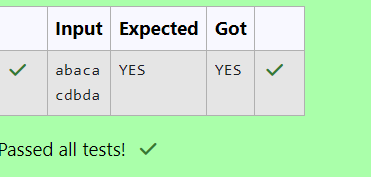 Input Expected Got
abaca YES YES
cdbda
Passed all tests!